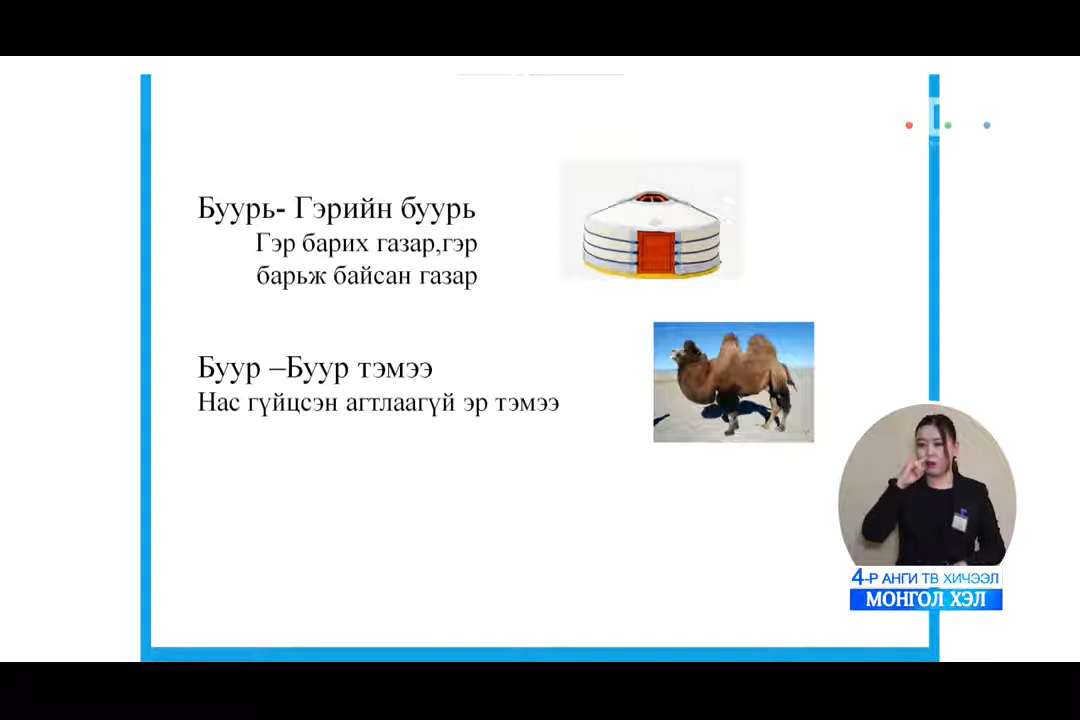 Буурь- Гэрийн буурь
Гэр барих газар,гэр
барьж байсан газар
Буур –Буур тэмээ
Нас гүйцсэн агтлаагүй эр тэмээ
4-Р АНГИ ТВ ХИЧЭЭЛ
МОНГОЛ ХЭЛ